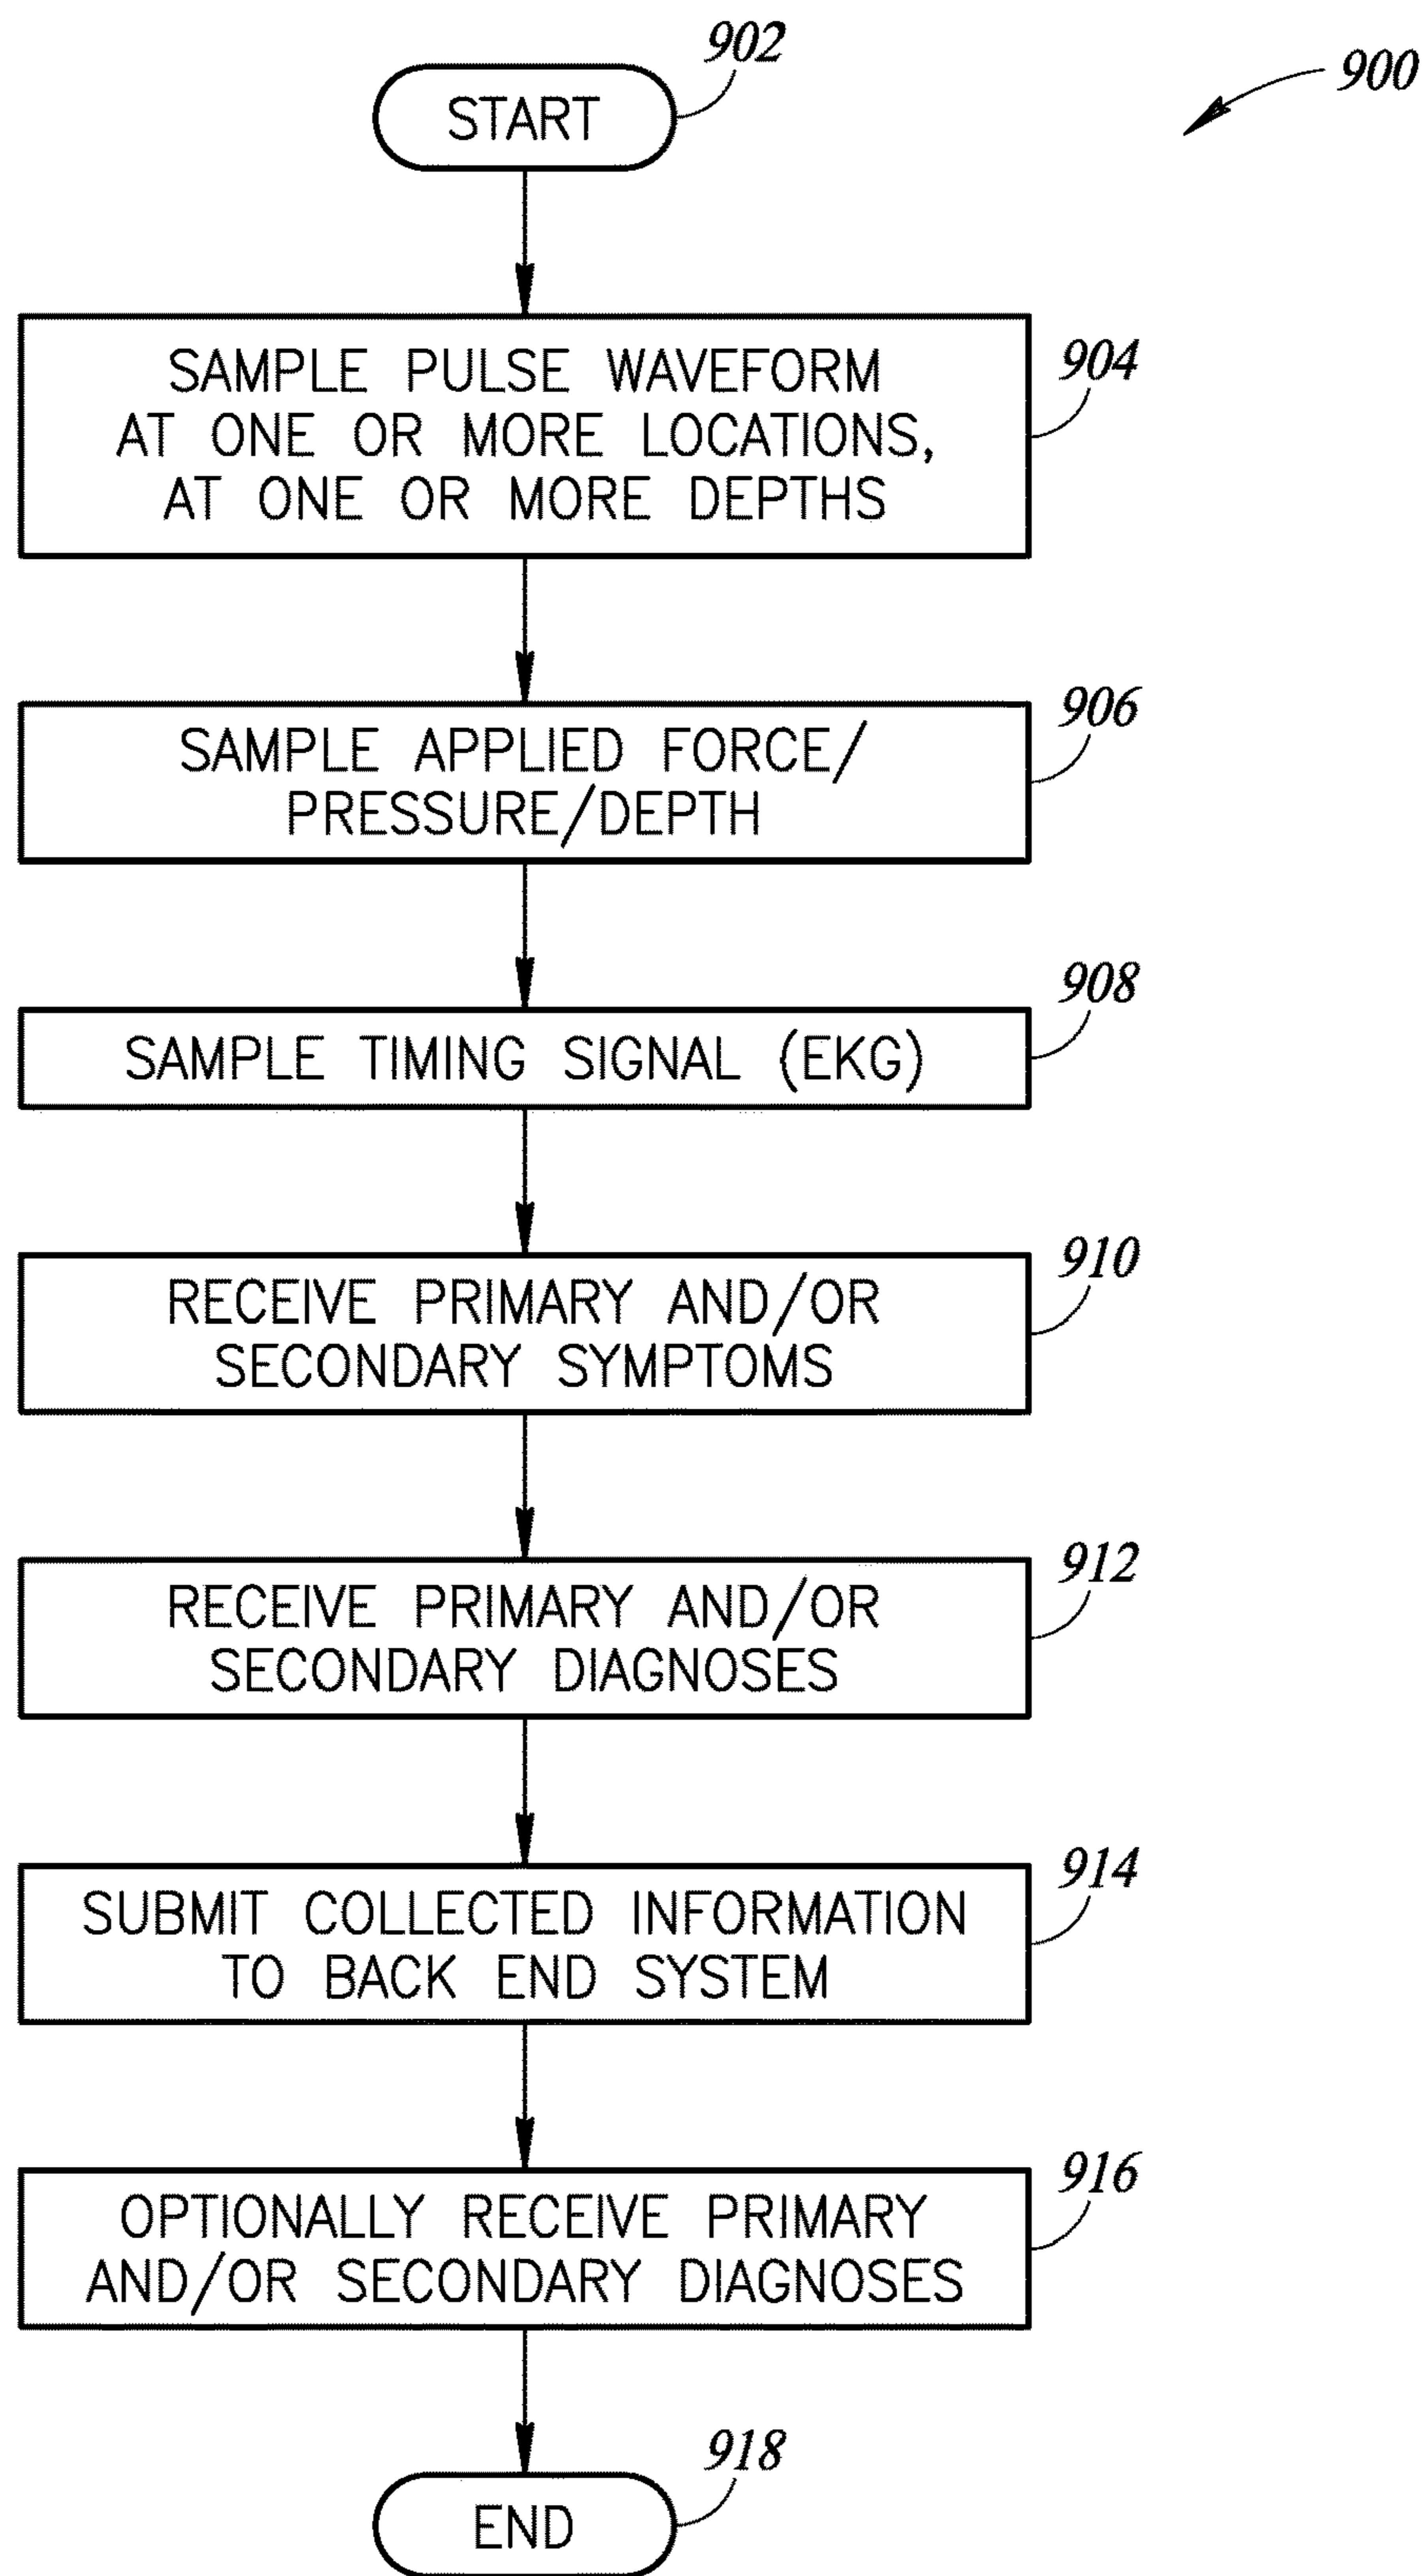 902
900
START
SAMPLE PULSE WAVEFORM
AT ONE OR MORE LOCATIONS,
AT ONE OR MORE DEPTHS
904
SAMPLE APPLIED FORCE/
PRESSURE/DEPTH
906
SAMPLE TIMING SIGNAL (EKG)
908
RECEIVE PRIMARY AND/OR
SECONDARY SYMPTOMS
910
RECEIVE PRIMARY AND/OR
SECONDARY DIAGNOSES
912
SUBMIT COLLECTED INFORMATION
TO BACK END SYSTEM
914
OPTIONALLY RECEIVE PRIMARY
AND/OR SECONDARY DIAGNOSES
916
END
918